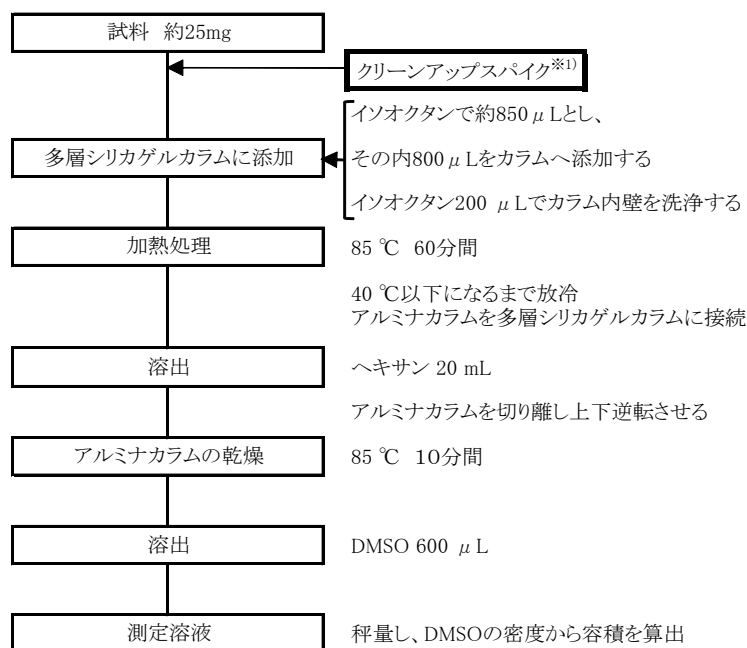 試料 約25mg
クリーンアップスパイク※1)
イソオクタンで約850μLとし、
多層シリカゲルカラムに添加
その内800μLをカラムへ添加する
イソオクタン200 μLでカラム内壁を洗浄する
加熱処理
85 ℃ 60分間
40 ℃以下になるまで放冷
アルミナカラムを多層シリカゲルカラムに接続
溶出
ヘキサン 20 mL
アルミナカラムを切り離し上下逆転させる
アルミナカラムの乾燥
85 ℃ 10分間
溶出
DMSO 600 μL
測定溶液
秤量し、DMSOの密度から容積を算出